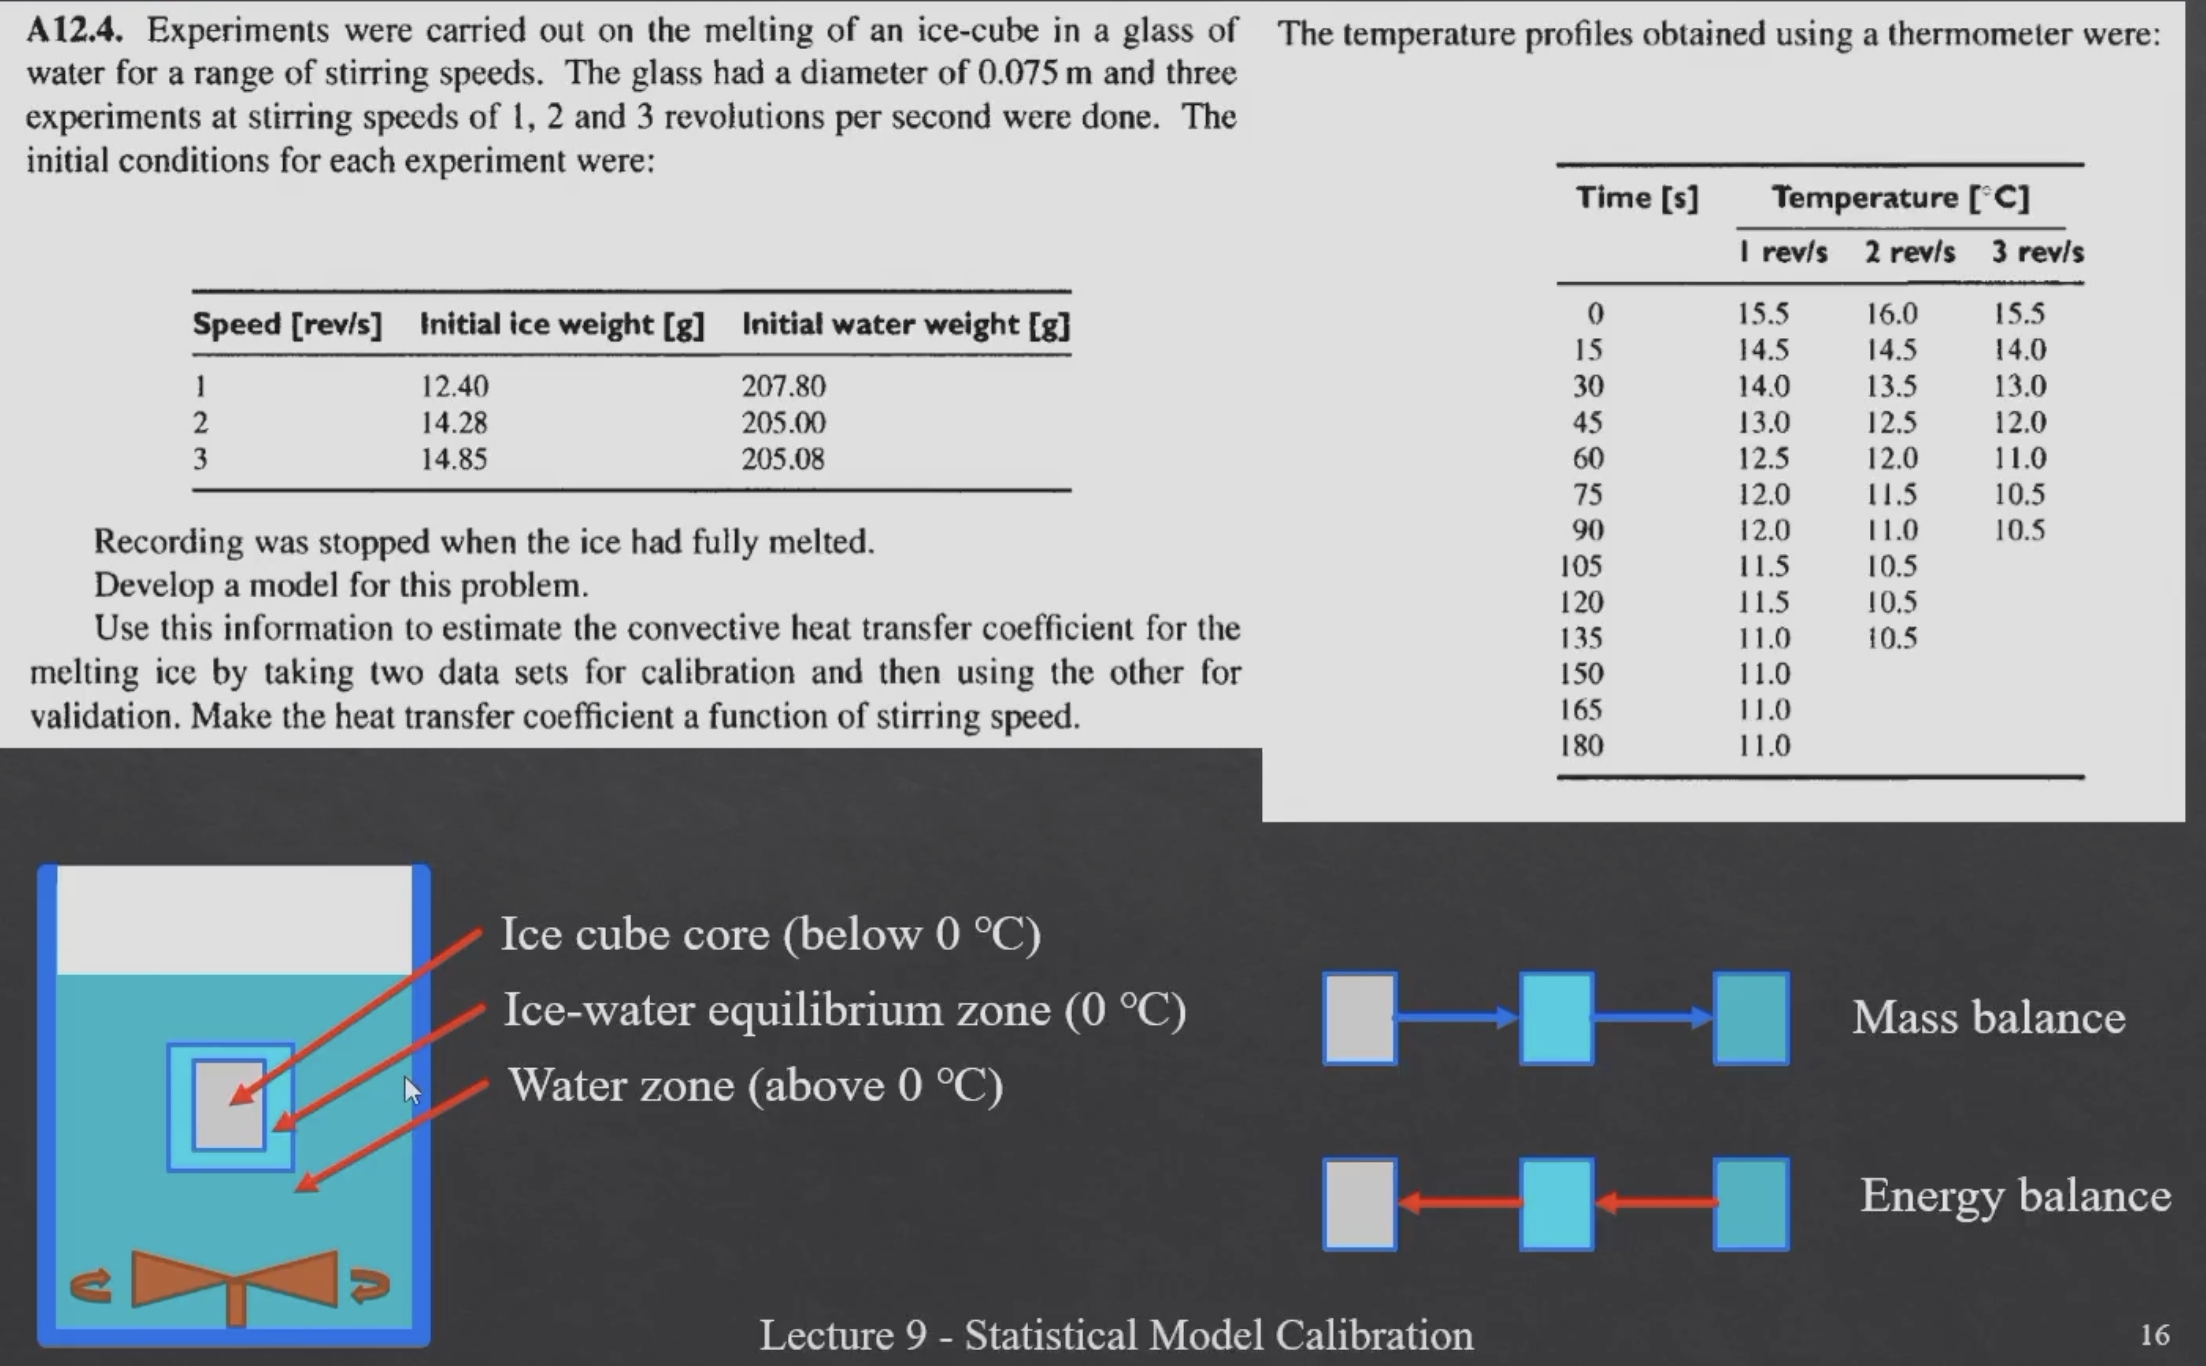 A12.4. Experiments were carried out on the melting of an ice-cube in a glass of
water for a range of stirring speeds. The glass had a diameter of 0.075 m and three
experiments at stirring speeds of 1, 2 and 3 revolutions per second were done. The
initial conditions for each experiment were:
Speed [rev/s] Initial ice weight [g] Initial water weight [g]
1 12.40 207.80
2 14.28 205.00
3 14.85 205.08
Recording was stopped when the ice had fully melted.
Develop a model for this problem.
Use this information to estimate the convective heat transfer coefficient for the
melting ice by taking two data sets for calibration and then using the other for
validation. Make the heat transfer coefficient a function of stirring speed.
The temperature profiles obtained using a thermometer were:
Time [s] Temperature [°C]
1 rev/s 2 rev/s 3 rev/s
0 15.5 16.0 15.5
15 14.5 14.5 14.0
30 14.0 13.5 13.0
45 13.0 12.5 12.0
60 12.5 12.0 11.0
75 12.0 11.5 10.5
90 12.0 11.0 10.5
105 11.5 10.5
120 11.5 10.5
135 11.0 10.5
150 11.0
165 11.0
180 11.0
Ice cube core (below 0 °C)
Ice-water equilibrium zone (0 °C)
Water zone (above 0 °C)
Mass balance
Energy balance
Lecture 9 - Statistical Model Calibration
16